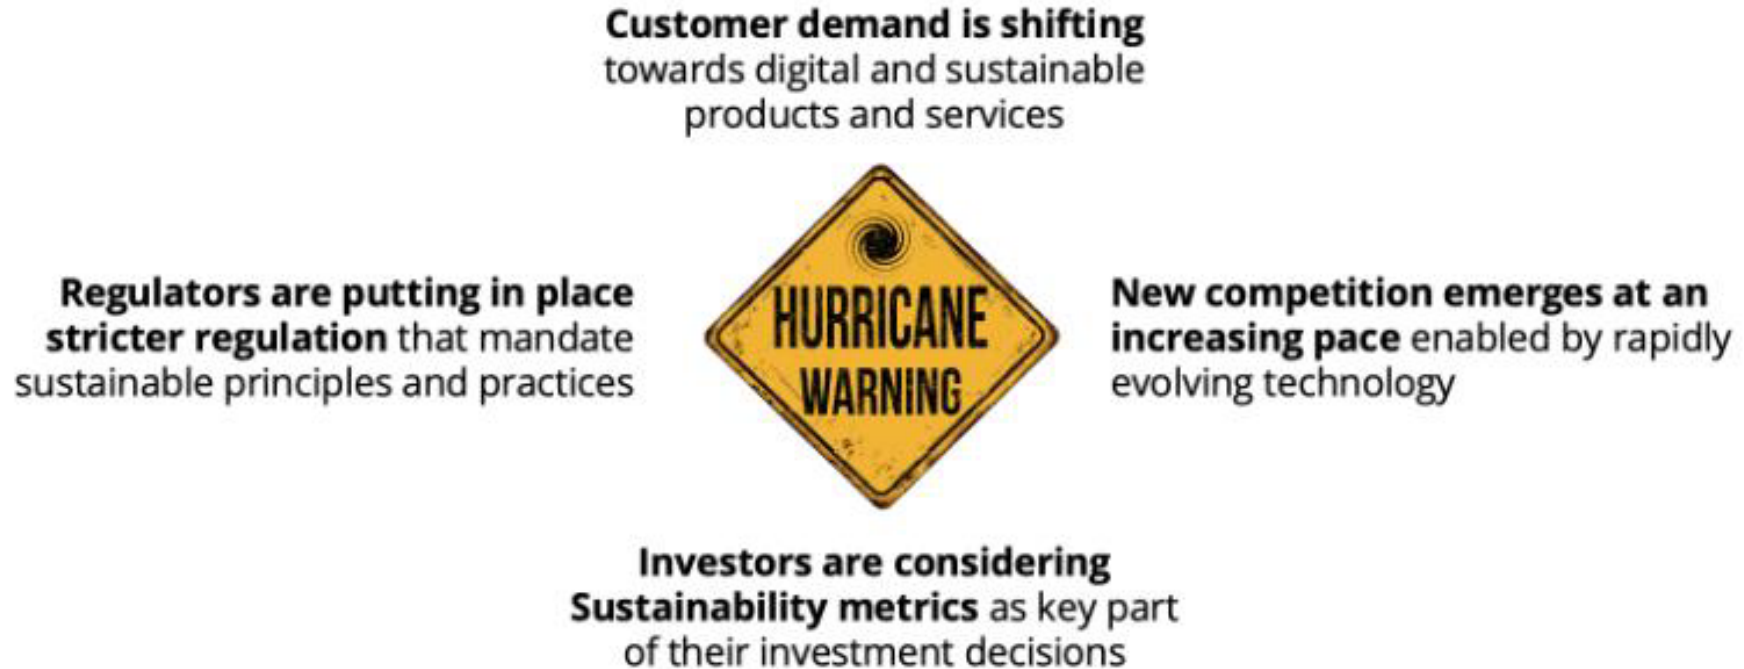 Customer demand is shifting
towards digital and sustainable
products and services
Regulators are putting in place
stricter regulation that mandate
sustainable principles and practices
HURRICANE
WARNING
New competition emerges at an
increasing pace enabled by rapidly
evolving technology
Investors are considering
Sustainability metrics as key part
of their investment decisions